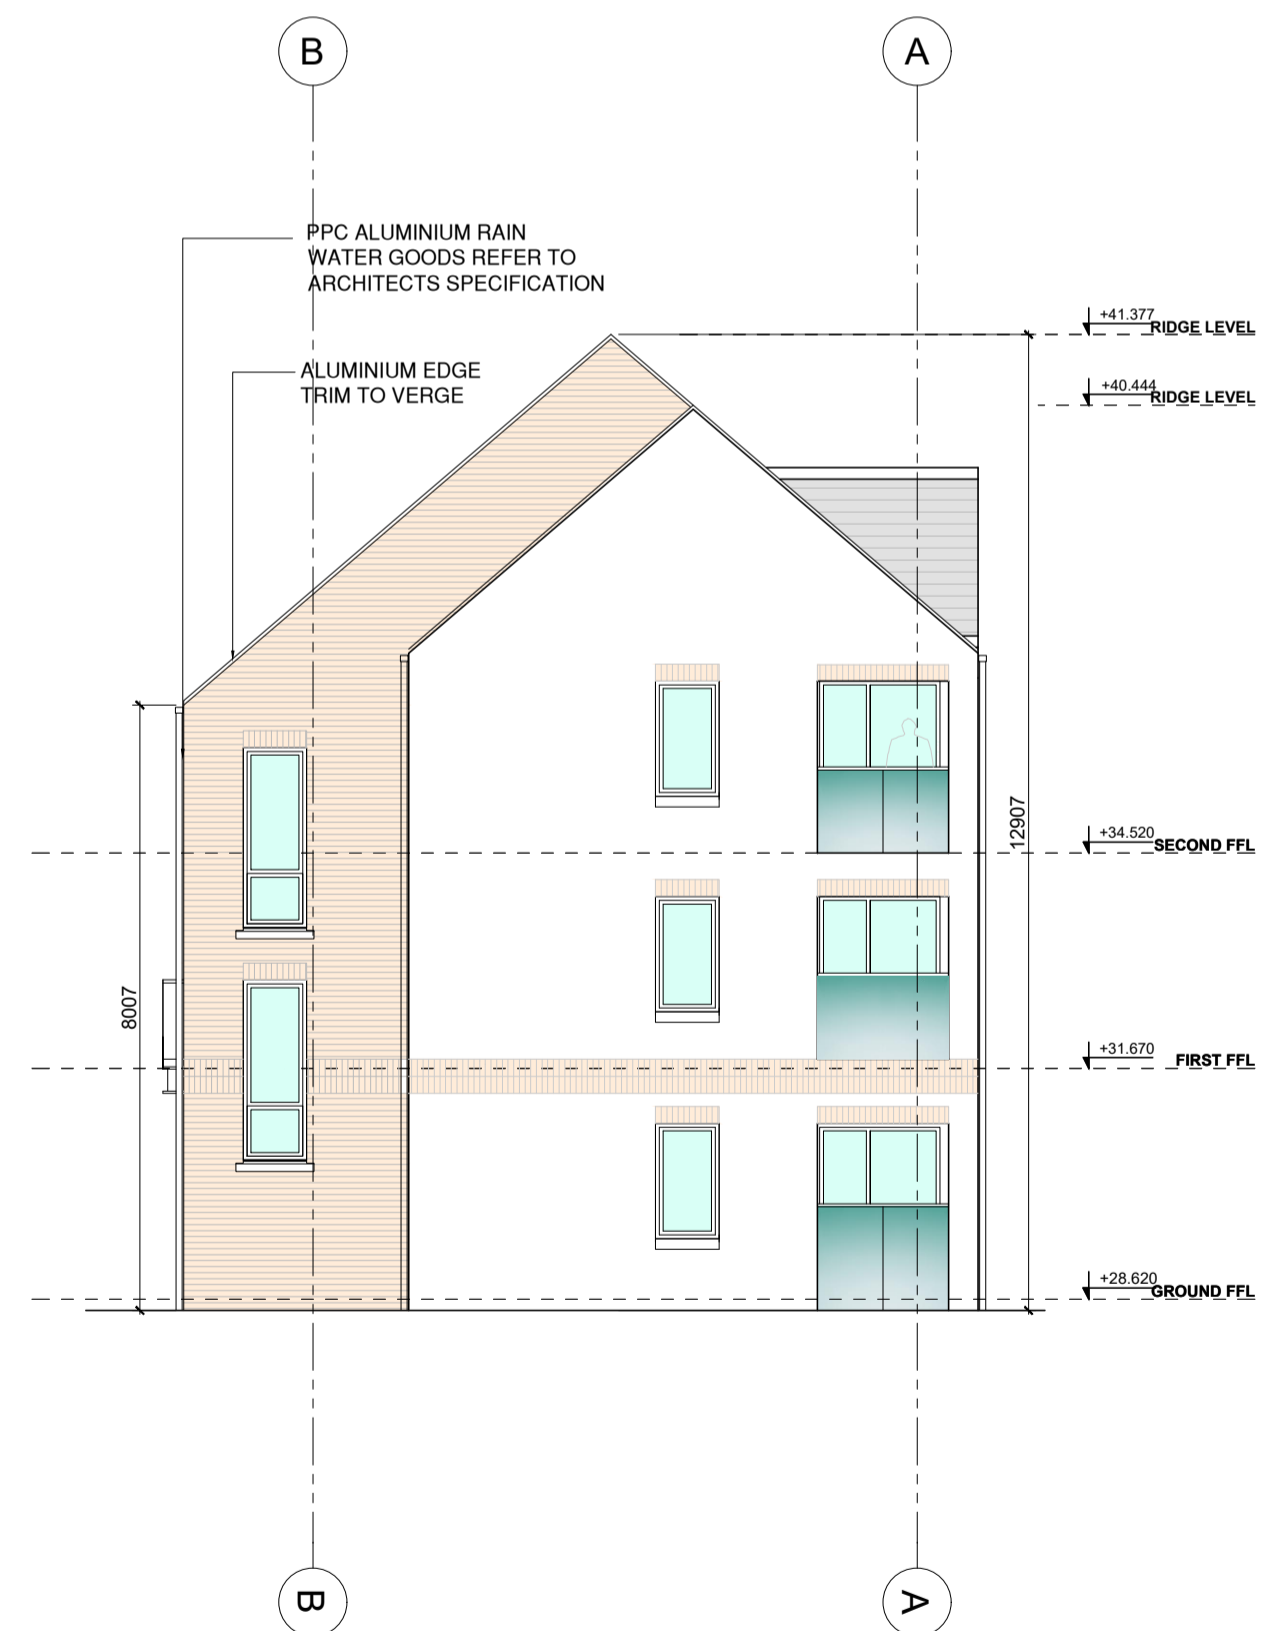 B
A
PPC ALUMINIUM RAIN
WATER GOODS REFER TO
ARCHITECTS SPECIFICATION
+41.377
RIDGE LEVEL
ALUMINIUM EDGE
TRIM TO VERGE
+40.444
RIDGE LEVEL
12907
+34.520
SECOND FFL
8007
+31.670
FIRST FFL
+28.620
GROUND FFL
B
A